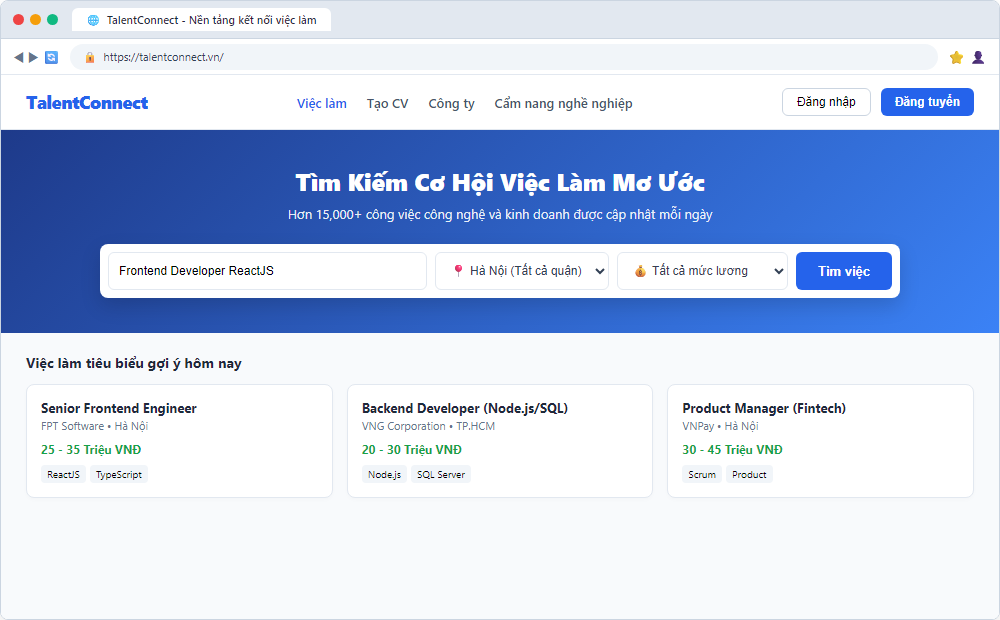 TalentConnect - Nền tảng kết nối việc làm
https://talentconnect.vn/
TalentConnect
Việc làm Tạo CV Công ty Cẩm nang nghề nghiệp
Đăng nhập
Đăng tuyển
Tìm Kiếm Cơ Hội Việc Làm Mơ Ước
Hơn 15,000+ công việc công nghệ và kinh doanh được cập nhật mỗi ngày
Frontend Developer ReactJS
Hà Nội (Tất cả quận)
Tất cả mức lương
Tìm việc
Việc làm tiêu biểu gợi ý hôm nay
Senior Frontend Engineer
FPT Software • Hà Nội
25 - 35 Triệu VNĐ
ReactJS TypeScript
Backend Developer (Node.js/SQL)
VNG Corporation • TP.HCM
20 - 30 Triệu VNĐ
Node.js SQL Server
Product Manager (Fintech)
VNPay • Hà Nội
30 - 45 Triệu VNĐ
Scrum Product